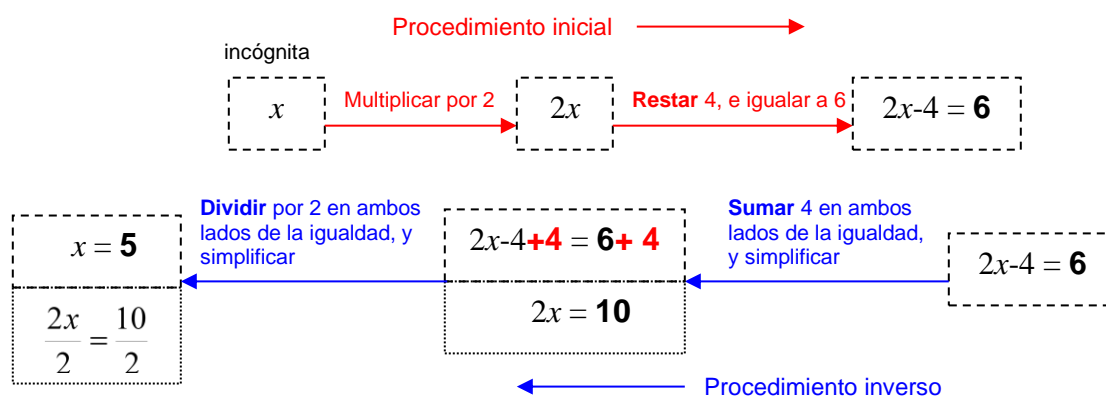 Procedimiento inicial
incógnita
x
Multiplicar por 2
2x
Restar 4, e igualar a 6
2x-4 = 6
Dividir por 2 en ambos
lados de la igualdad, y
simplificar
Sumar 4 en ambos
lados de la igualdad,
y simplificar
x = 5
2x-4+4 = 6+ 4
2x-4 = 6
2x/2 = 10/2
2x = 10
Procedimiento inverso